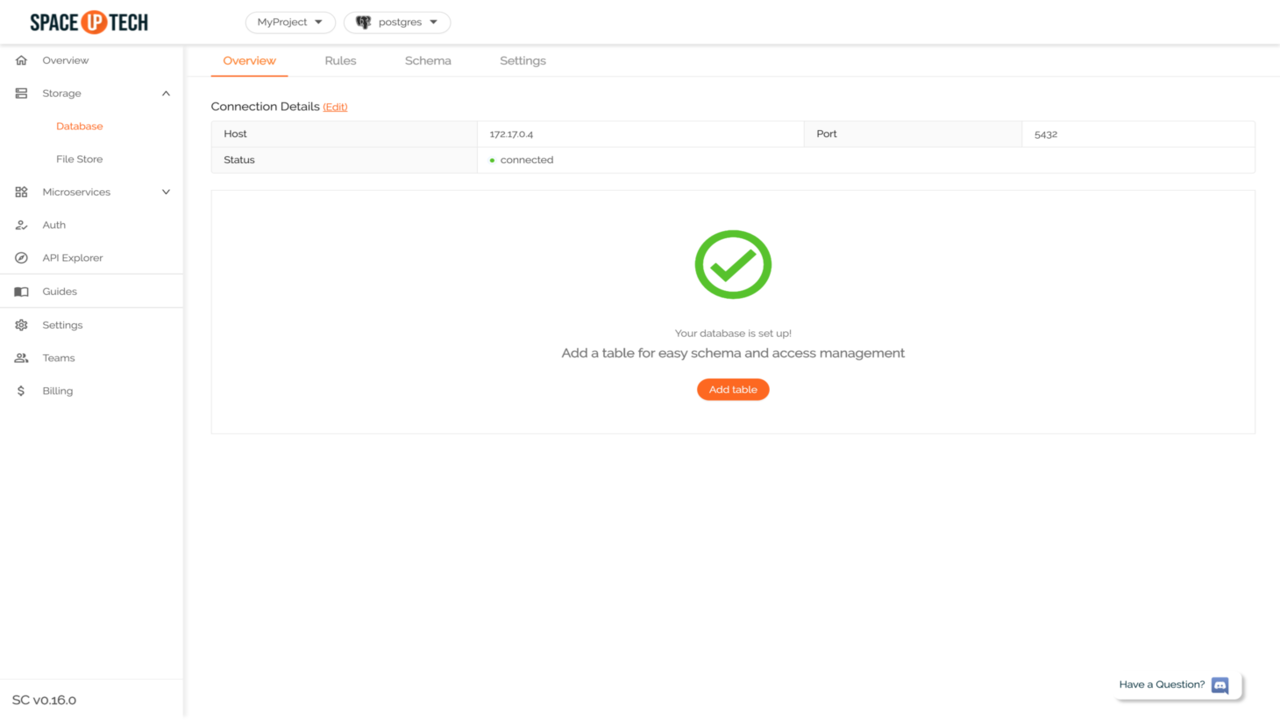 SPACE UP TECH
MyProject
postgres
Overview
Storage
Database
File Store
Microservices
Auth
API Explorer
Guides
Settings
Teams
Billing
SC v0.16.0
Overview Rules Schema Settings
Connection Details (Edit)
Host 172.17.0.4 Port 5432
Status connected
Your database is set up!
Add a table for easy schema and access management
Add table
Have a Question?